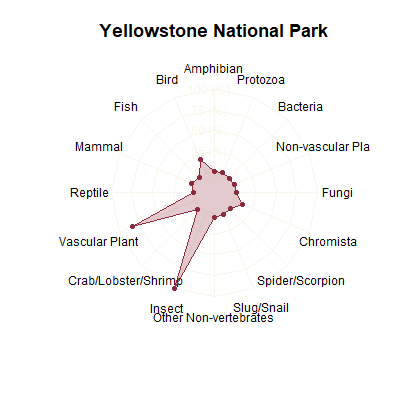 Yellowstone National Park
Amphibian
Bird
Protozoa
Fish
Bacteria
Mammal
Non-vascular Pla
Reptile
Fungi
Vascular Plant
Chromista
Crab/Lobster/Shrimp
Spider/Scorpion
Insect
Slug/Snail
Other Non-vertebrates
100 (%)